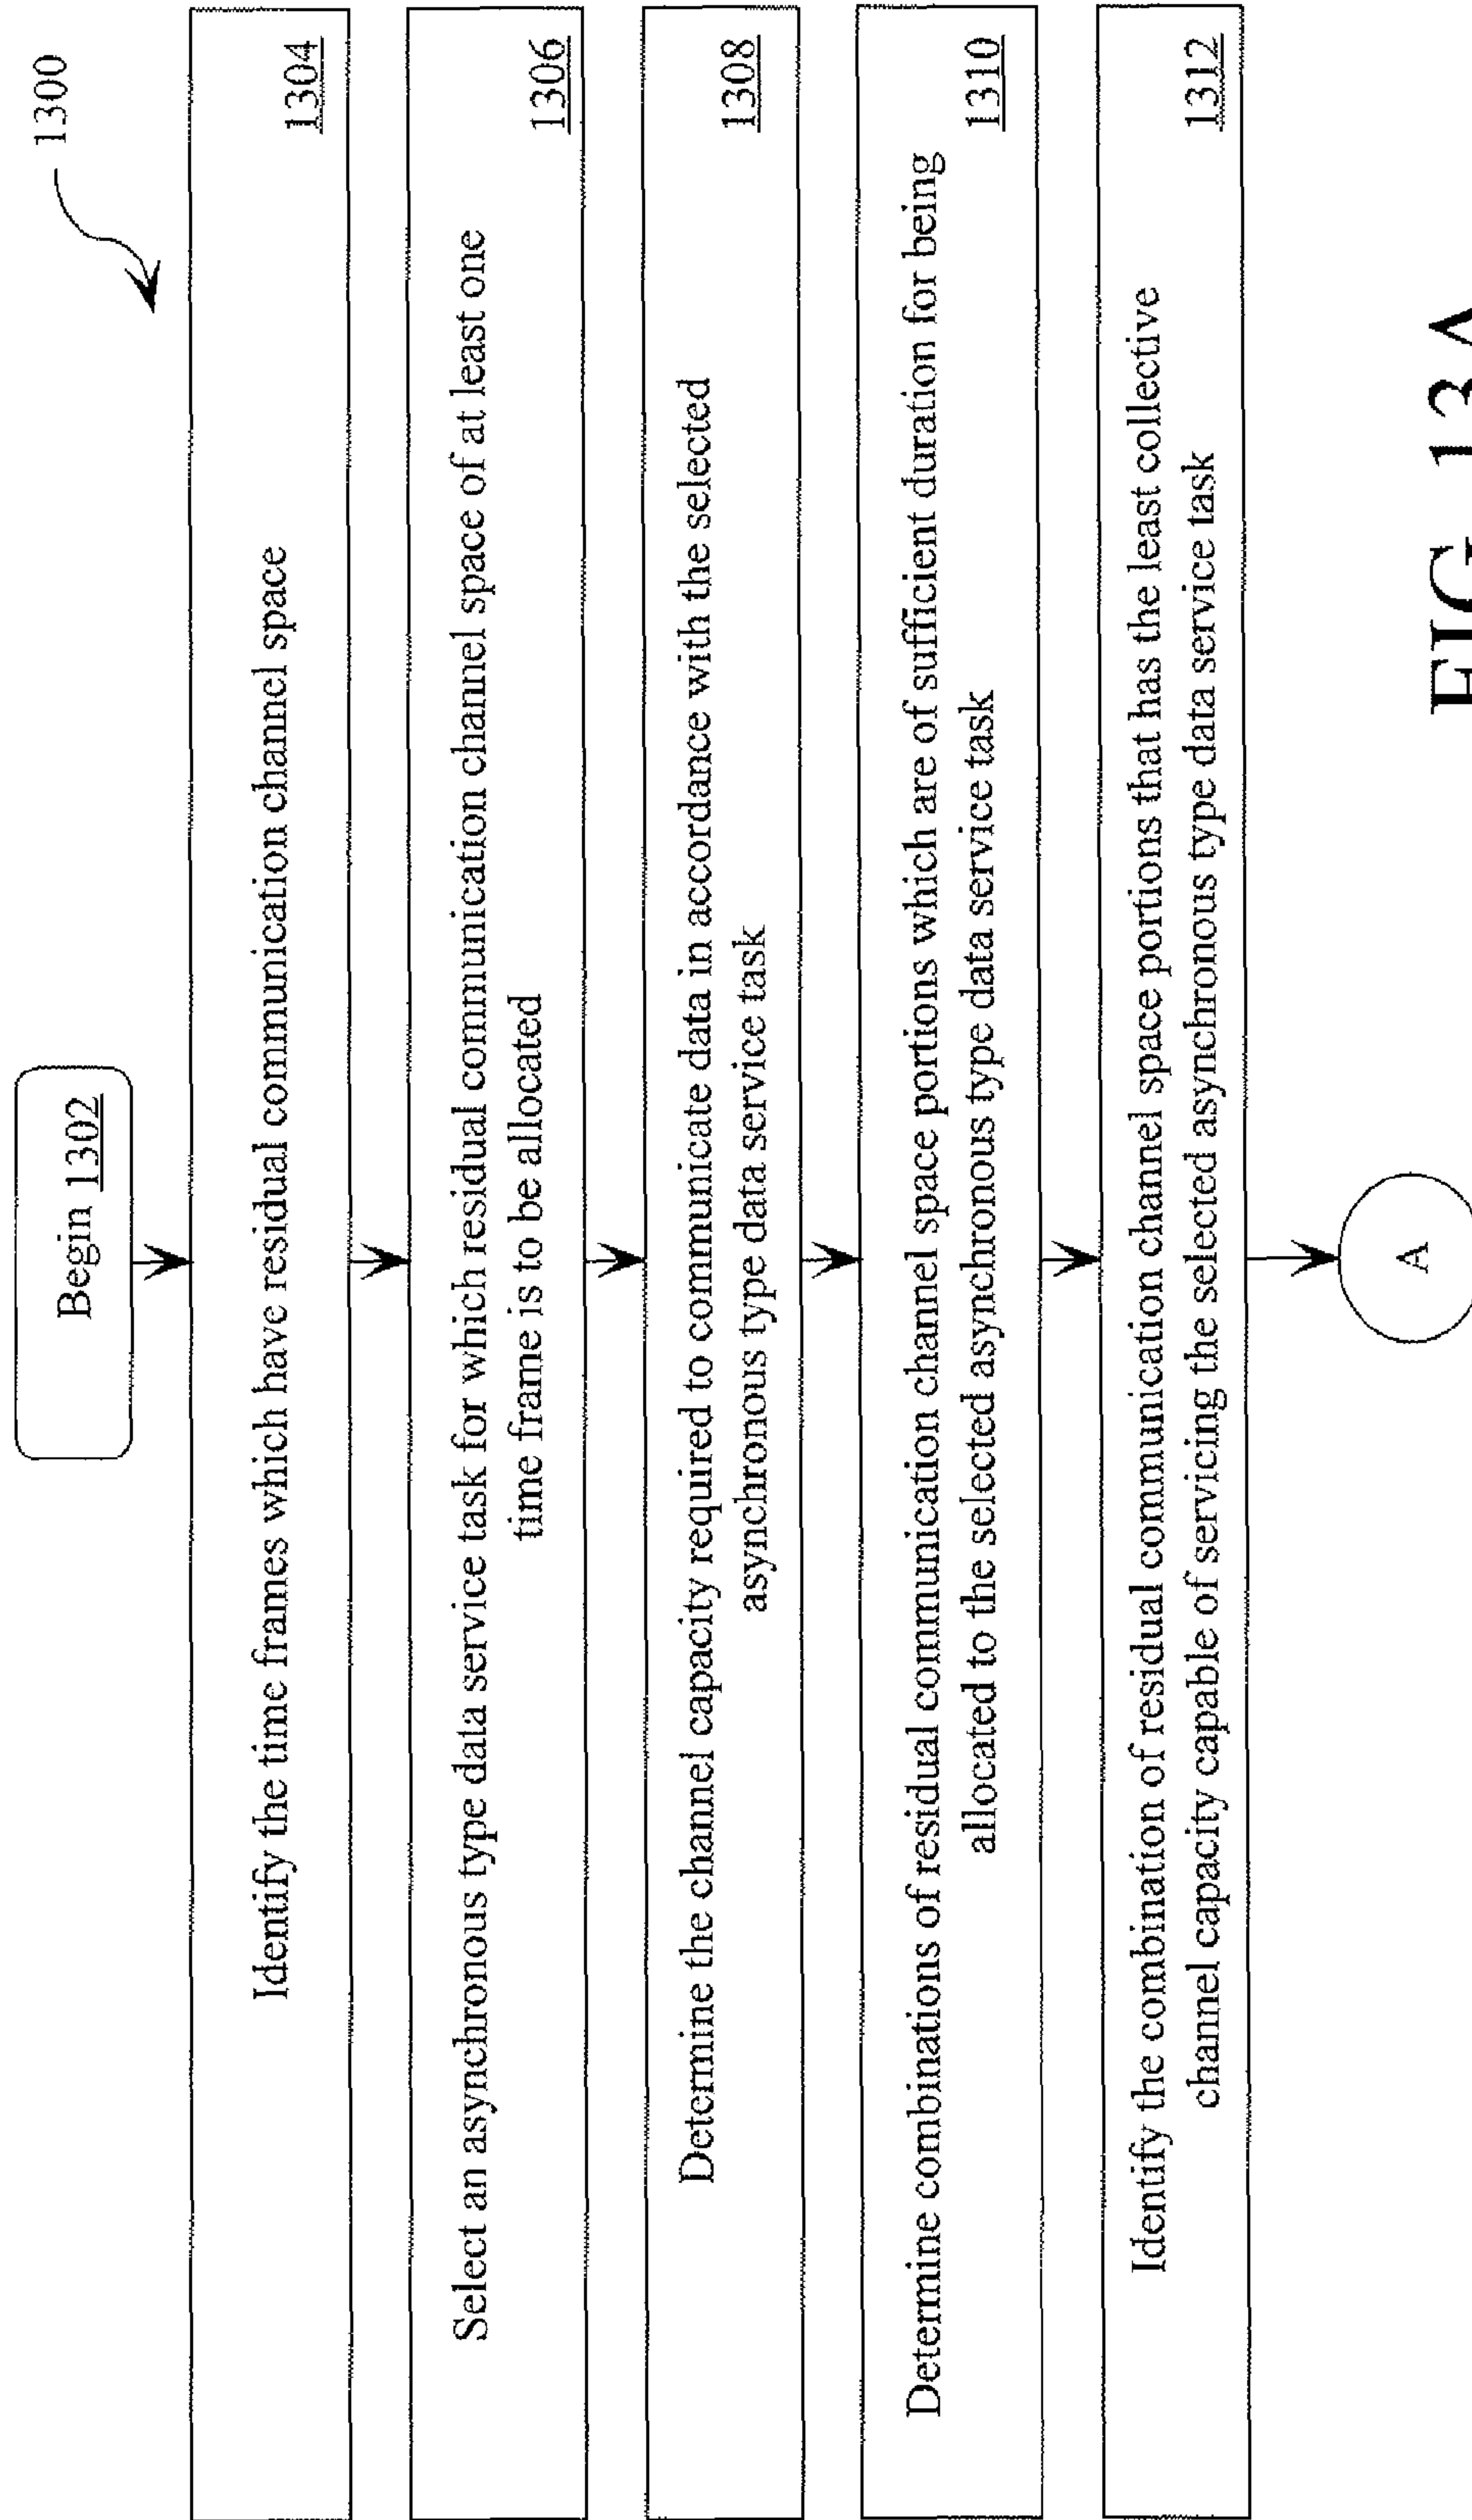 1300
Begin 1302
Identify the time frames which have residual communication channel space
1304
Select an asynchronous type data service task for which residual communication channel space of at least one
time frame is to be allocated
1306
Determine the channel capacity required to communicate data in accordance with the selected
asynchronous type data service task
1308
Determine combinations of residual communication channel space portions which are of sufficient duration for being
allocated to the selected asynchronous type data service task
1310
Identify the combination of residual communication channel space portions that has the least collective
channel capacity capable of servicing the selected asynchronous type data service task
1312
A
FIG. 13A